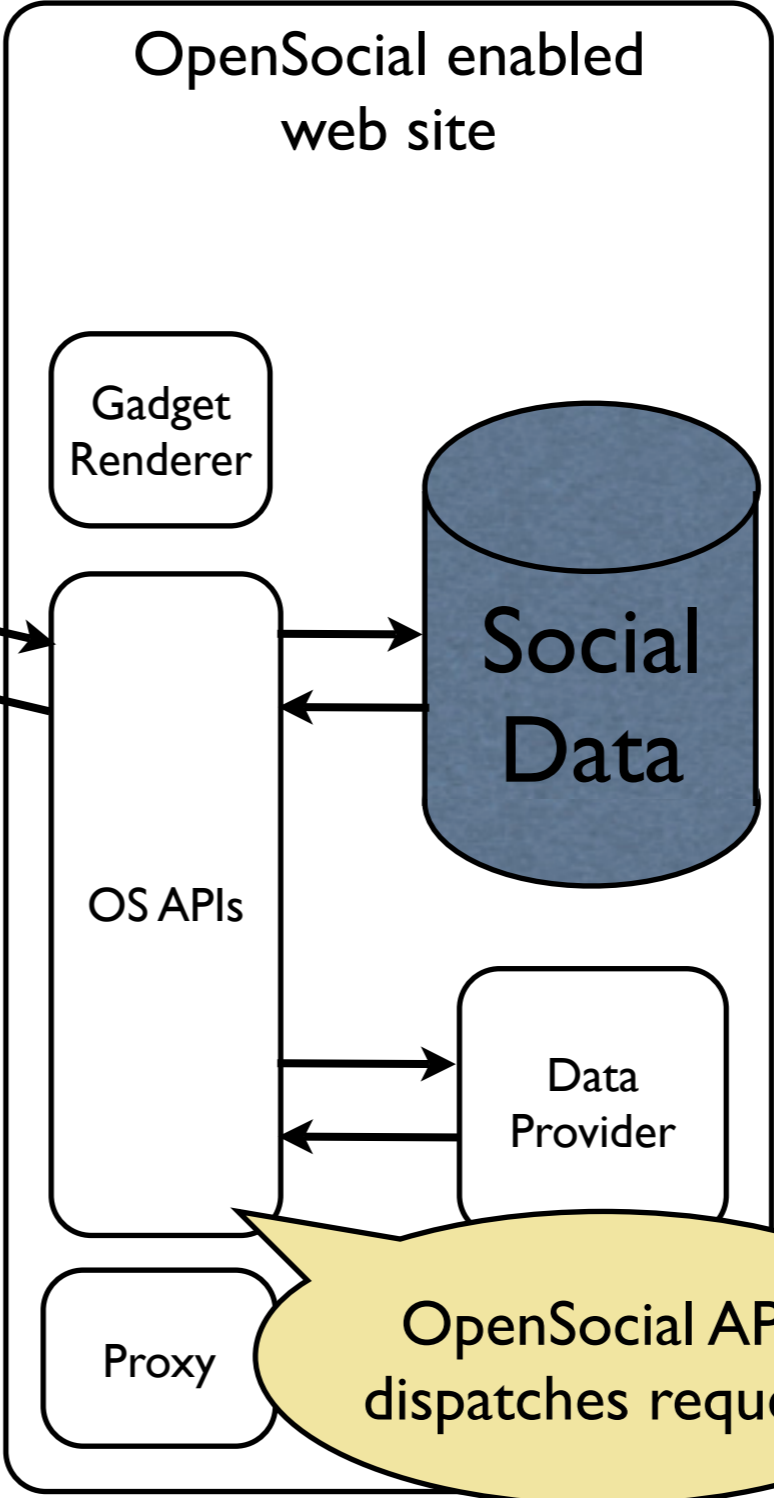 OpenSocial enabled
web site
Gadget
Renderer
Social
Data
OS APIs
Data
Provider
Proxy
OpenSocial
dispatches